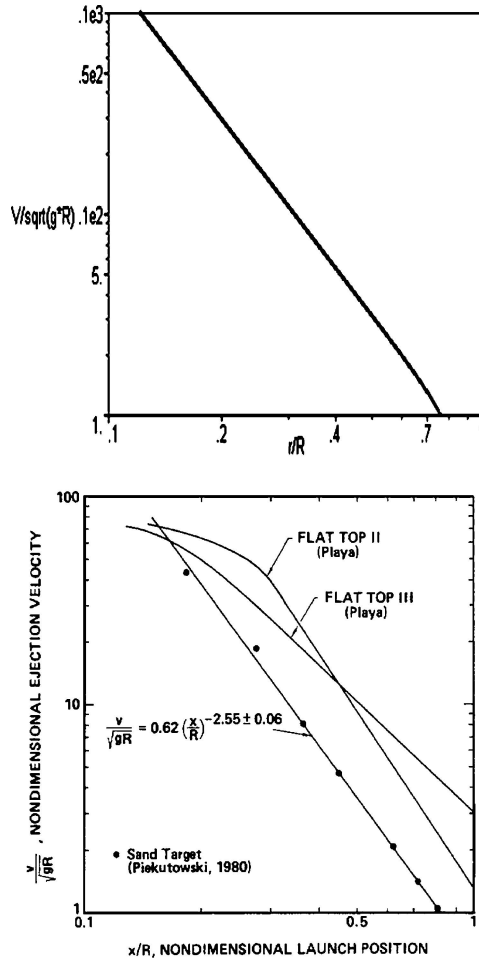 .1e3
.5e2
V/sqrt(g*R)
.1e2
5.
1.
.1
.2
.4
.7
r/R
100
10
1
v/√gR, NONDIMENSIONAL EJECTION VELOCITY
FLAT TOP II
(Playa)
FLAT TOP III
(Playa)
v/√gR = 0.62 (x/R)^-2.55 ± 0.06
• Sand Target
(Piekutowski, 1980)
0.1
0.5
1
x/R, NONDIMENSIONAL LAUNCH POSITION